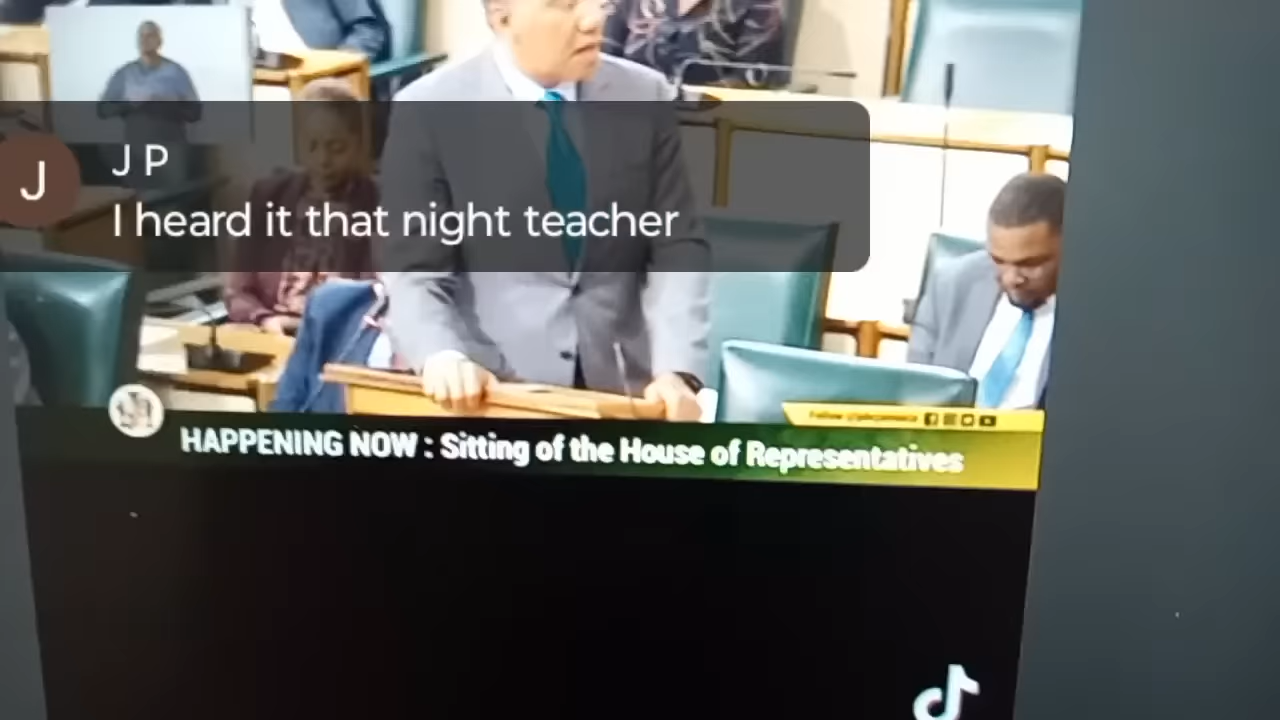 J
J P
I heard it that night teacher
HAPPENING NOW : Sitting of the House of Representatives